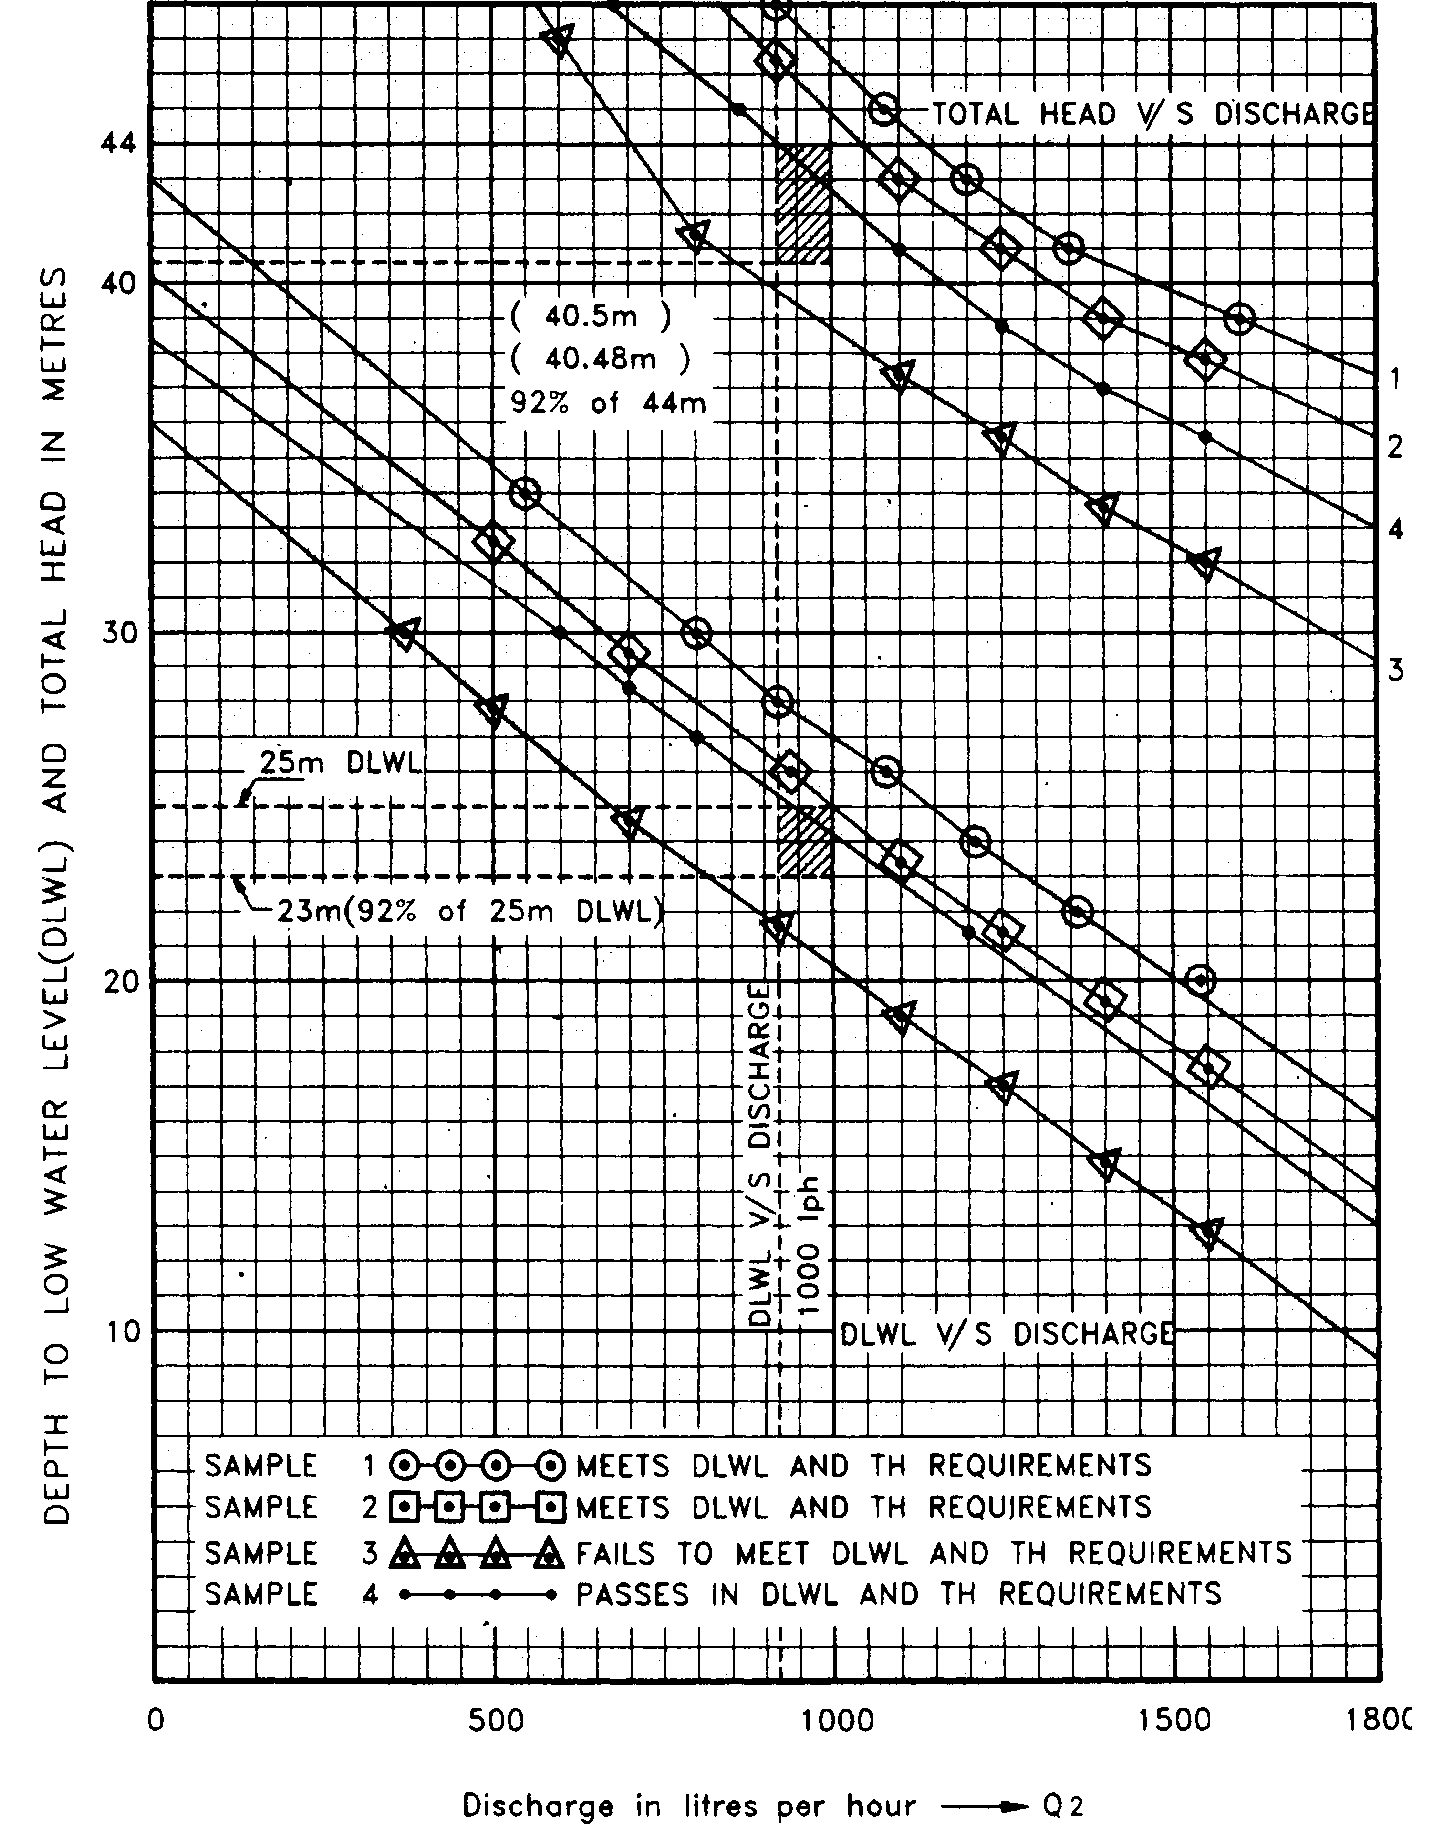 TOTAL HEAD V/S DISCHARGE
44
40
30
20
10
DEPTH TO LOW WATER LEVEL(DLWL) AND TOTAL HEAD IN METRES
( 40.5m )
( 40.48m )
92% of 44m
1
2
4
3
25m DLWL
23m(92% of 25m DLWL)
DLWL V/S DISCHARGE
1000 lph
DLWL V/S DISCHARGE
SAMPLE 1 MEETS DLWL AND TH REQUIREMENTS
SAMPLE 2 MEETS DLWL AND TH REQUIREMENTS
SAMPLE 3 FAILS TO MEET DLWL AND TH REQUIREMENTS
SAMPLE 4 PASSES IN DLWL AND TH REQUIREMENTS
0 500 1000 1500 1800
Discharge in litres per hour → Q2